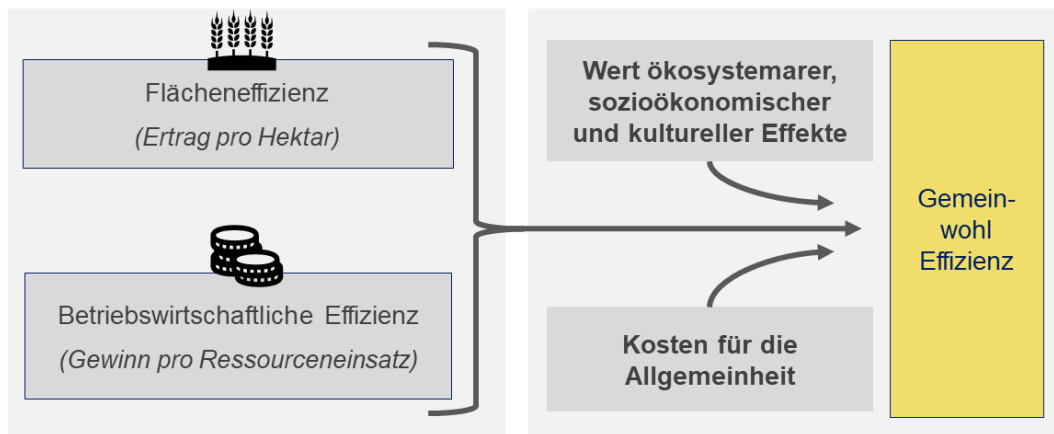 Flächeneffizienz
(Ertrag pro Hektar)
Betriebswirtschaftliche Effizienz
(Gewinn pro Ressourceneinsatz)
Wert ökosystemarer,
sozioökonomischer
und kultureller Effekte
Kosten für die
Allgemeinheit
Gemein-
wohl
Effizienz